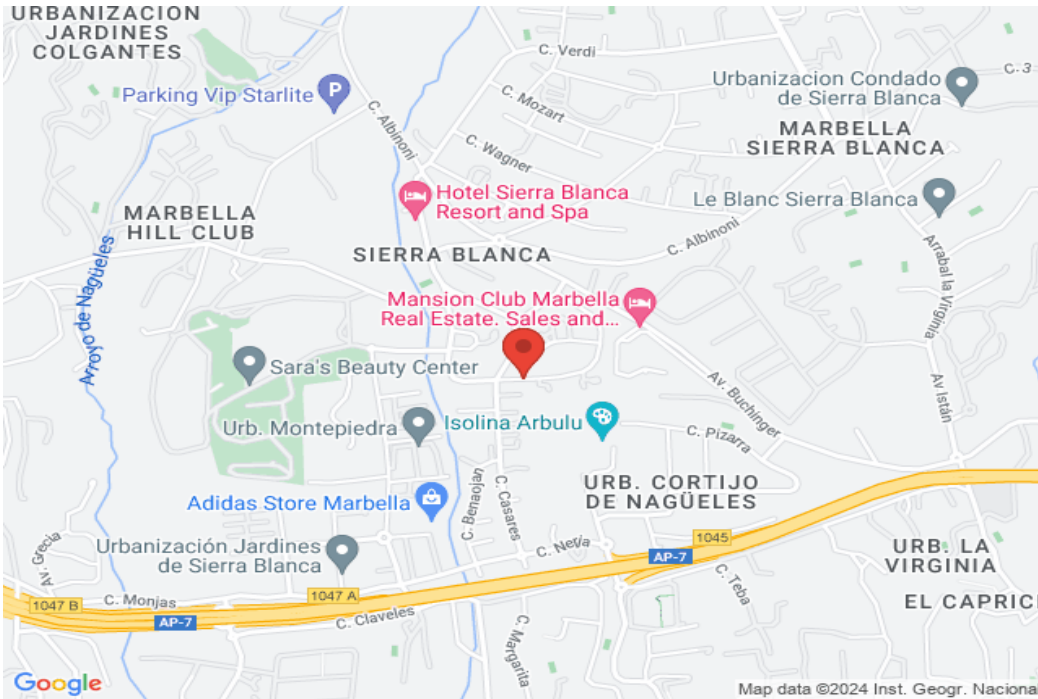 URBANIZACION
JARDINES
COLGANTES
C. Verdi
C. 3
Parking Vip Starlite
P
Urbanizacion Condado
de Sierra Blanca
C. Albinoni
C. Mozart
MARBELLA
SIERRA BLANCA
C. Wagner
Hotel Sierra Blanca
Resort and Spa
Le Blanc Sierra Blanca
MARBELLA
HILL CLUB
SIERRA BLANCA
C. Albinoni
Arrabal la Virginia
Arroyo de Nagüeles
Mansion Club Marbella
Real Estate. Sales and...
Sara's Beauty Center
Av. Buchinger
Av Istán
Urb. Montepiedra
Isolina Arbulu
C. Pizarra
URB. CORTIJO
DE NAGÜELES
Adidas Store Marbella
C. Benaojan
C. Casares
Av. Grecia
Urbanización Jardines
de Sierra Blanca
C. Nerja
1045
AP-7
URB. LA
VIRGINIA
C. Teba
1047 B
C. Monjas
1047 A
AP-7
C. Claveles
EL CAPRICI
C. Margarita
Google
Map data ©2024 Inst. Geogr. Nacional